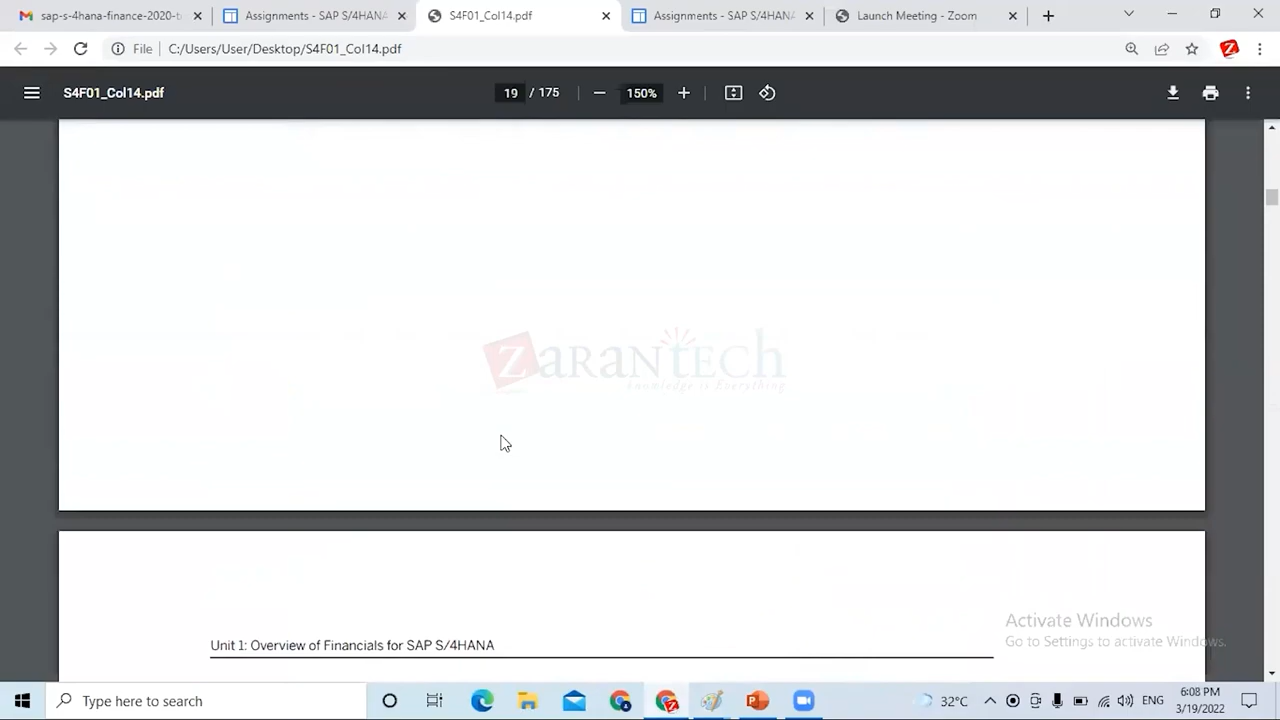 sap-s-4hana-finance-2020-t
Assignments - SAP S/4HANA
S4F01_Col14.pdf
Assignments - SAP S/4HANA
Launch Meeting - Zoom
File
C:/Users/User/Desktop/S4F01_Col14.pdf
S4F01_Col14.pdf
19 / 175
150%
ZaranTech
Knowledge is Everything
Unit 1: Overview of Financials for SAP S/4HANA
Activate Windows
Go to Settings to activate Windows.
Type here to search
32°C
ENG
6:08 PM
3/19/2022